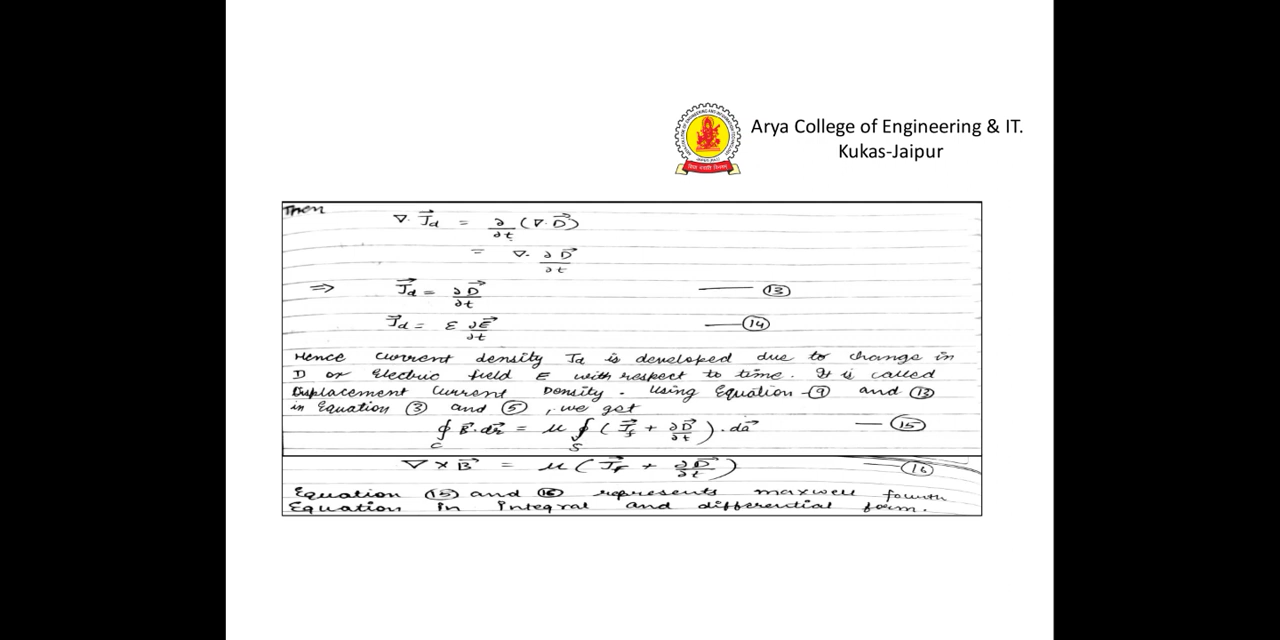 Arya College of Engineering & IT.
Kukas-Jaipur
Then
∇. J⃗d = ∂/∂t (∇. D⃗)
= ∇. ∂D⃗/∂t
⇒ J⃗d = ∂D⃗/∂t —— (13)
J⃗d = ε ∂E⃗/∂t —— (14)
Hence current density Jd is developed due to change in
D or Electric field E with respect to time. It is called
Displacement Current Density. Using Equation - (9) and (13)
in Equation (3) and (5), we get
∮C B⃗. dr⃗ = μ ∮S (J⃗f + ∂D⃗/∂t). da⃗ — (15)
∇ × B⃗ = μ (J⃗f + ∂D⃗/∂t) —— (16)
Equation (15) and (16) represents maxwell fourth
Equation in integral and differential form.